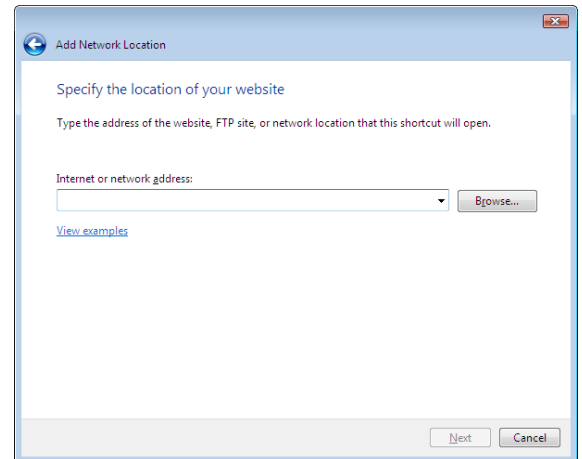 Add Network Location
Specify the location of your website
Type the address of the website, FTP site, or network location that this shortcut will open.
Internet or network address:
Browse...
View examples
Next
Cancel